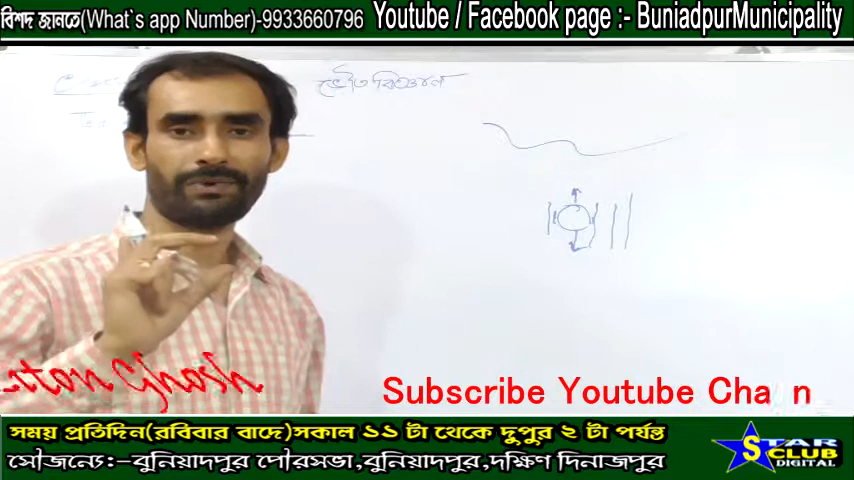 বিশদ জানতে(What`s app Number)-9933660796 Youtube / Facebook page :- BuniadpurMunicipality
ভৌত বিজ্ঞান
Ghosh
Subscribe Youtube Cha n
সময় প্রতিদিন(রবিবার বাদে)সকাল ১১ টা থেকে দুপুর ২ টা পর্যন্ত
সৌজন্যে:-বুনিয়াদপুর পৌরসভা,বুনিয়াদপুর,দক্ষিণ দিনাজপুর
STAR
CLUB
DIGITAL